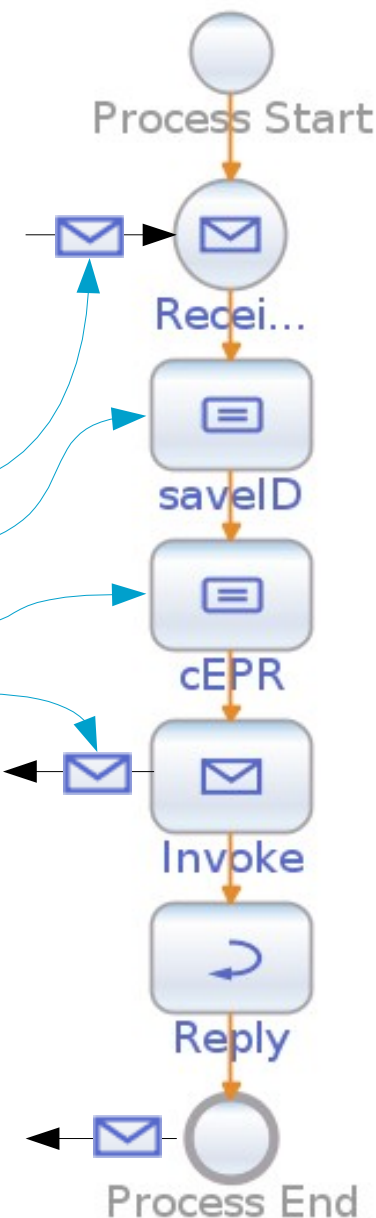 Process Start
Recei...
saveID
cEPR
Invoke
Reply
Process End